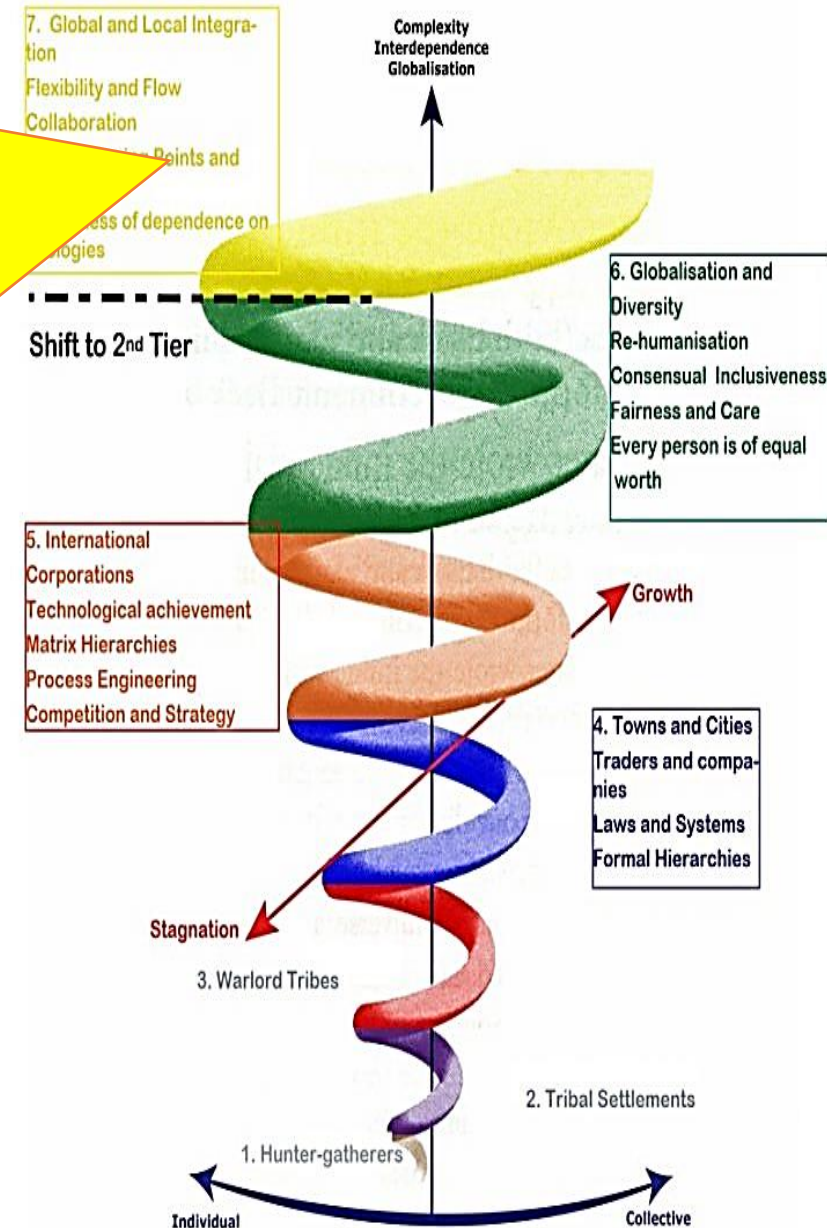 Complexity
Interdependence
Globalisation
7. Global and Local Integra-
tion
Flexibility and Flow
Collaboration
Points and
of dependence on
Shift to 2nd Tier
6. Globalisation and
Diversity
Re-humanisation
Consensual Inclusiveness
Fairness and Care
Every person is of equal
worth
5. International
Corporations
Technological achievement
Matrix Hierarchies
Process Engineering
Competition and Strategy
Growth
4. Towns and Cities
Traders and compa-
nies
Laws and Systems
Formal Hierarchies
Stagnation
3. Warlord Tribes
2. Tribal Settlements
1. Hunter-gatherers
Individual
Collective